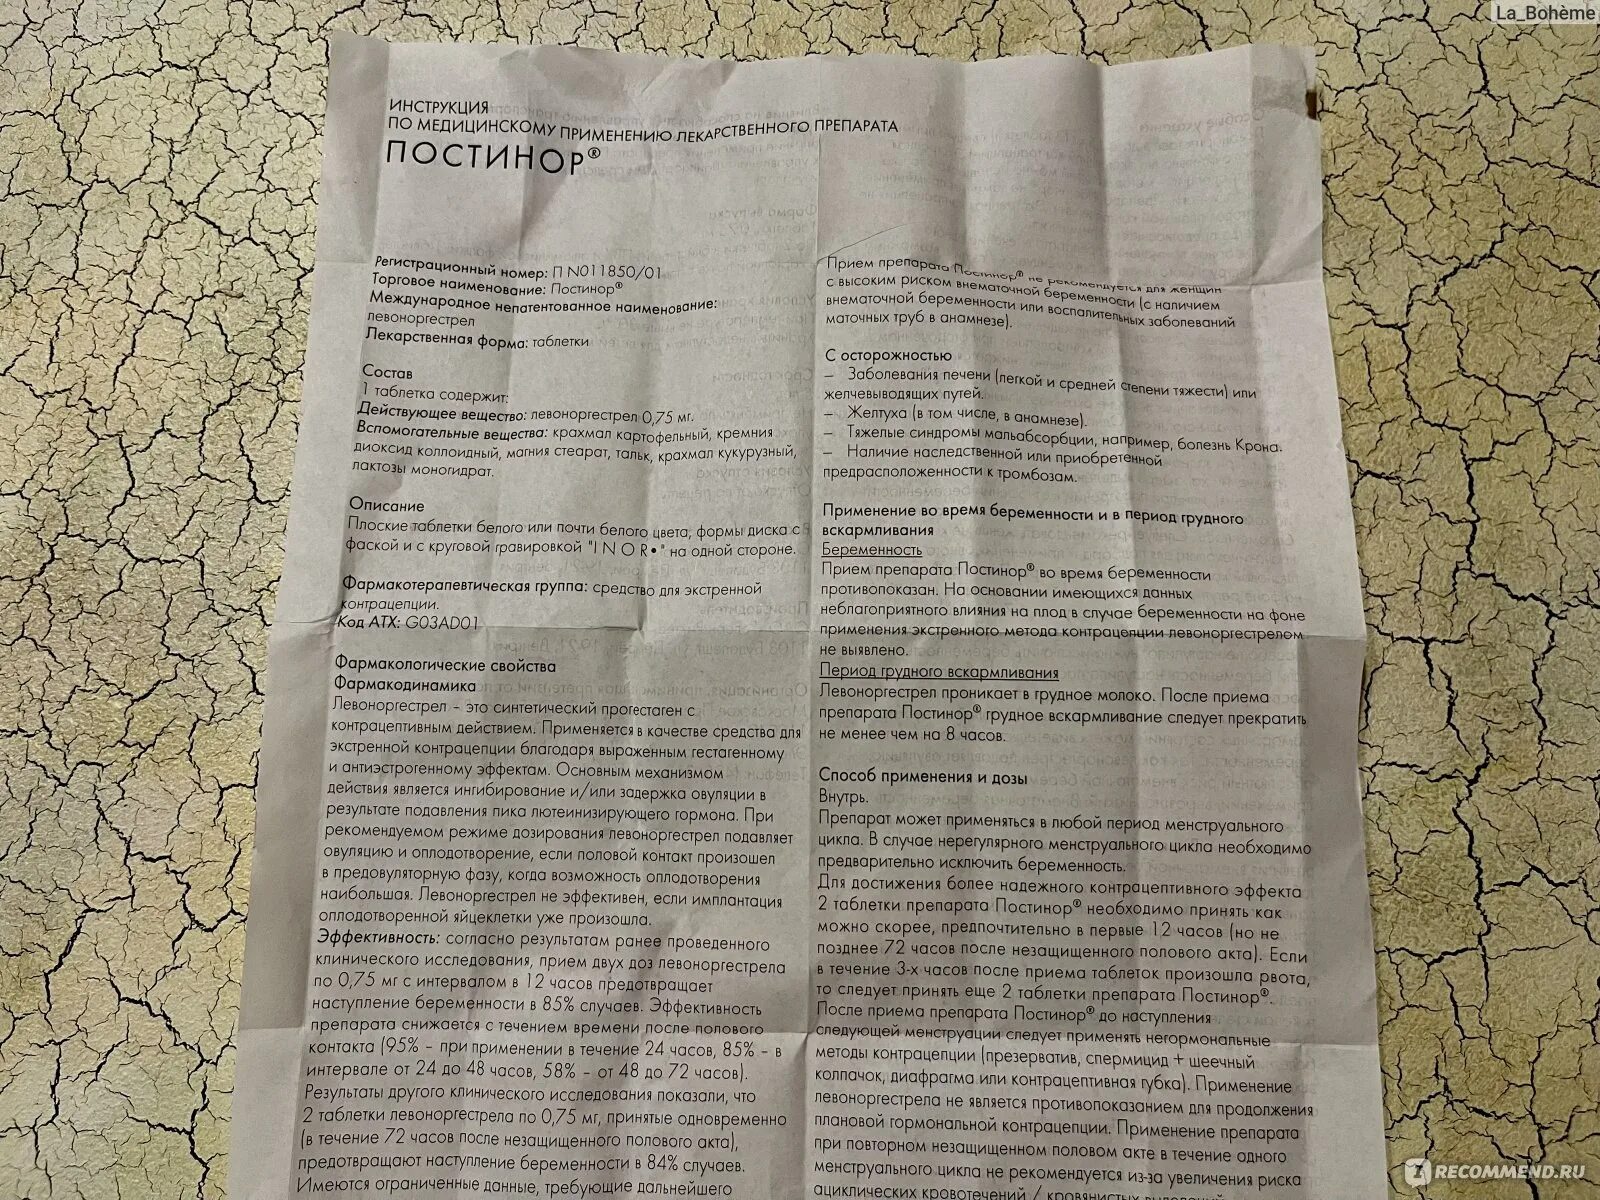 La_Bohème
ИНСТРУКЦИЯ
ПО МЕДИЦИНСКОМУ ПРИМЕНЕНИЮ ЛЕКАРСТВЕННОГО ПРЕПАРАТА
ПОСТИНОР®
Регистрационный номер: П N011850/01
Торговое наименование: Постинор®
Международное непатентованное наименование:
левоноргестрел
Лекарственная форма: таблетки
Состав
1 таблетка содержит:
Действующее вещество: левоноргестрел 0,75 мг.
Вспомогательные вещества: крахмал картофельный, кремния
диоксид коллоидный, магния стеарат, тальк, крахмал кукурузный,
лактозы моногидрат.
Описание
Плоские таблетки белого или почти белого цвета, формы диска с
фаской и с круговой гравировкой "I N O R •" на одной стороне.
Фармакотерапевтическая группа: средство для экстренной
контрацепции.
Код АТХ: G03AD01
Фармакологические свойства
Фармакодинамика
Левоноргестрел – это синтетический прогестаген с
контрацептивным действием. Применяется в качестве средства для
экстренной контрацепции благодаря выраженным гестагенному
и антиэстрогенному эффектам. Основным механизмом
действия является ингибирование и/или задержка овуляции в
результате подавления пика лютеинизирующего гормона. При
рекомендуемом режиме дозирования левоноргестрел подавляет
овуляцию и оплодотворение, если половой контакт произошел
в предовуляторную фазу, когда возможность оплодотворения
наибольшая. Левоноргестрел не эффективен, если имплантация
оплодотворенной яйцеклетки уже произошла.
Эффективность: согласно результатам ранее проведенного
клинического исследования, прием двух доз левоноргестрела
по 0,75 мг с интервалом в 12 часов предотвращает
наступление беременности в 85% случаев. Эффективность
препарата снижается с течением времени после полового
контакта (95% – при применении в течение 24 часов, 85% – в
интервале от 24 до 48 часов, 58% – от 48 до 72 часов).
Результаты другого клинического исследования показали, что
2 таблетки левоноргестрела по 0,75 мг, принятые одновременно
(в течение 72 часов после незащищенного полового акта),
предотвращают наступление беременности в 84% случаев.
Имеются ограниченные данные, требующие дальнейшего
Прием препарата Постинор® не рекомендуется для женщин
с высоким риском внематочной беременности (с наличием
внематочной беременности или воспалительных заболеваний
маточных труб в анамнезе).
С осторожностью
– Заболевания печени (легкой и средней степени тяжести) или
желчевыводящих путей.
– Желтуха (в том числе, в анамнезе).
– Тяжелые синдромы мальабсорбции, например, болезнь Крона.
– Наличие наследственной или приобретенной
предрасположенности к тромбозам.
Применение во время беременности и в период грудного
вскармливания
Беременность
Прием препарата Постинор® во время беременности
противопоказан. На основании имеющихся данных
неблагоприятного влияния на плод в случае беременности на фоне
применения экстренного метода контрацепции левоноргестрелом
не выявлено.
Период грудного вскармливания
Левоноргестрел проникает в грудное молоко. После приема
препарата Постинор® грудное вскармливание следует прекратить
не менее чем на 8 часов.
Способ применения и дозы
Внутрь.
Препарат может применяться в любой период менструального
цикла. В случае нерегулярного менструального цикла необходимо
предварительно исключить беременность.
Для достижения более надежного контрацептивного эффекта
2 таблетки препарата Постинор® необходимо принять как
можно скорее, предпочтительно в первые 12 часов (но не
позднее 72 часов после незащищенного полового акта). Если
в течение 3-х часов после приема таблеток произошла рвота,
то следует принять еще 2 таблетки препарата Постинор®.
После приема препарата Постинор® до наступления
следующей менструации следует применять негормональные
методы контрацепции (презерватив, спермицид + шеечный
колпачок, диафрагма или контрацептивная губка). Применение
левоноргестрела не является противопоказанием для продолжения
плановой гормональной контрацепции. Применение препарата
при повторном незащищенном половом акте в течение одного
менструального цикла не рекомендуется из-за увеличения риска
ациклических кровотечений / кровянистых выделений
RECOMMEND.RU